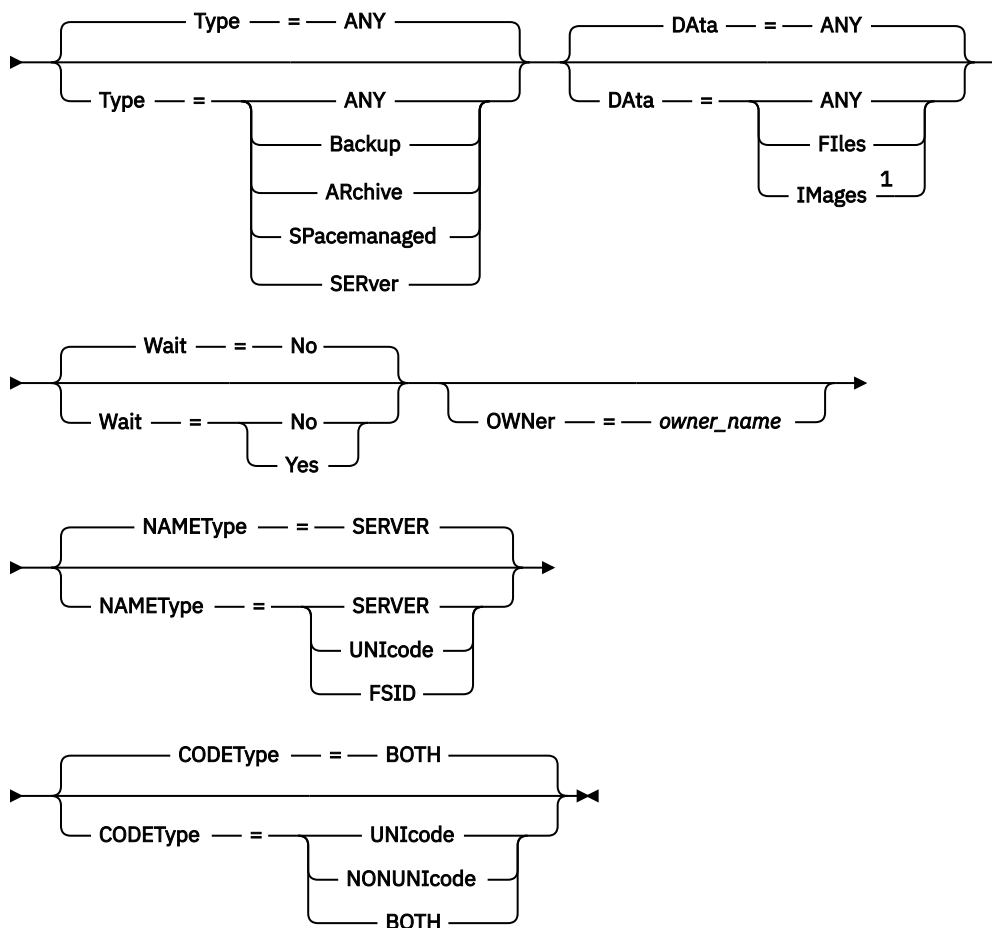 Type = ANY DAta = ANY
Type = ANY DAta = ANY
Backup FIles
ARchive IMages 1
SPacemanaged
SERver
Wait = No
Wait = No OWNer = owner_name
Yes
NAMEType = SERVER
NAMEType = SERVER
UNIcode
FSID
CODEType = BOTH
CODEType = UNIcode
NONUNIcode
BOTH